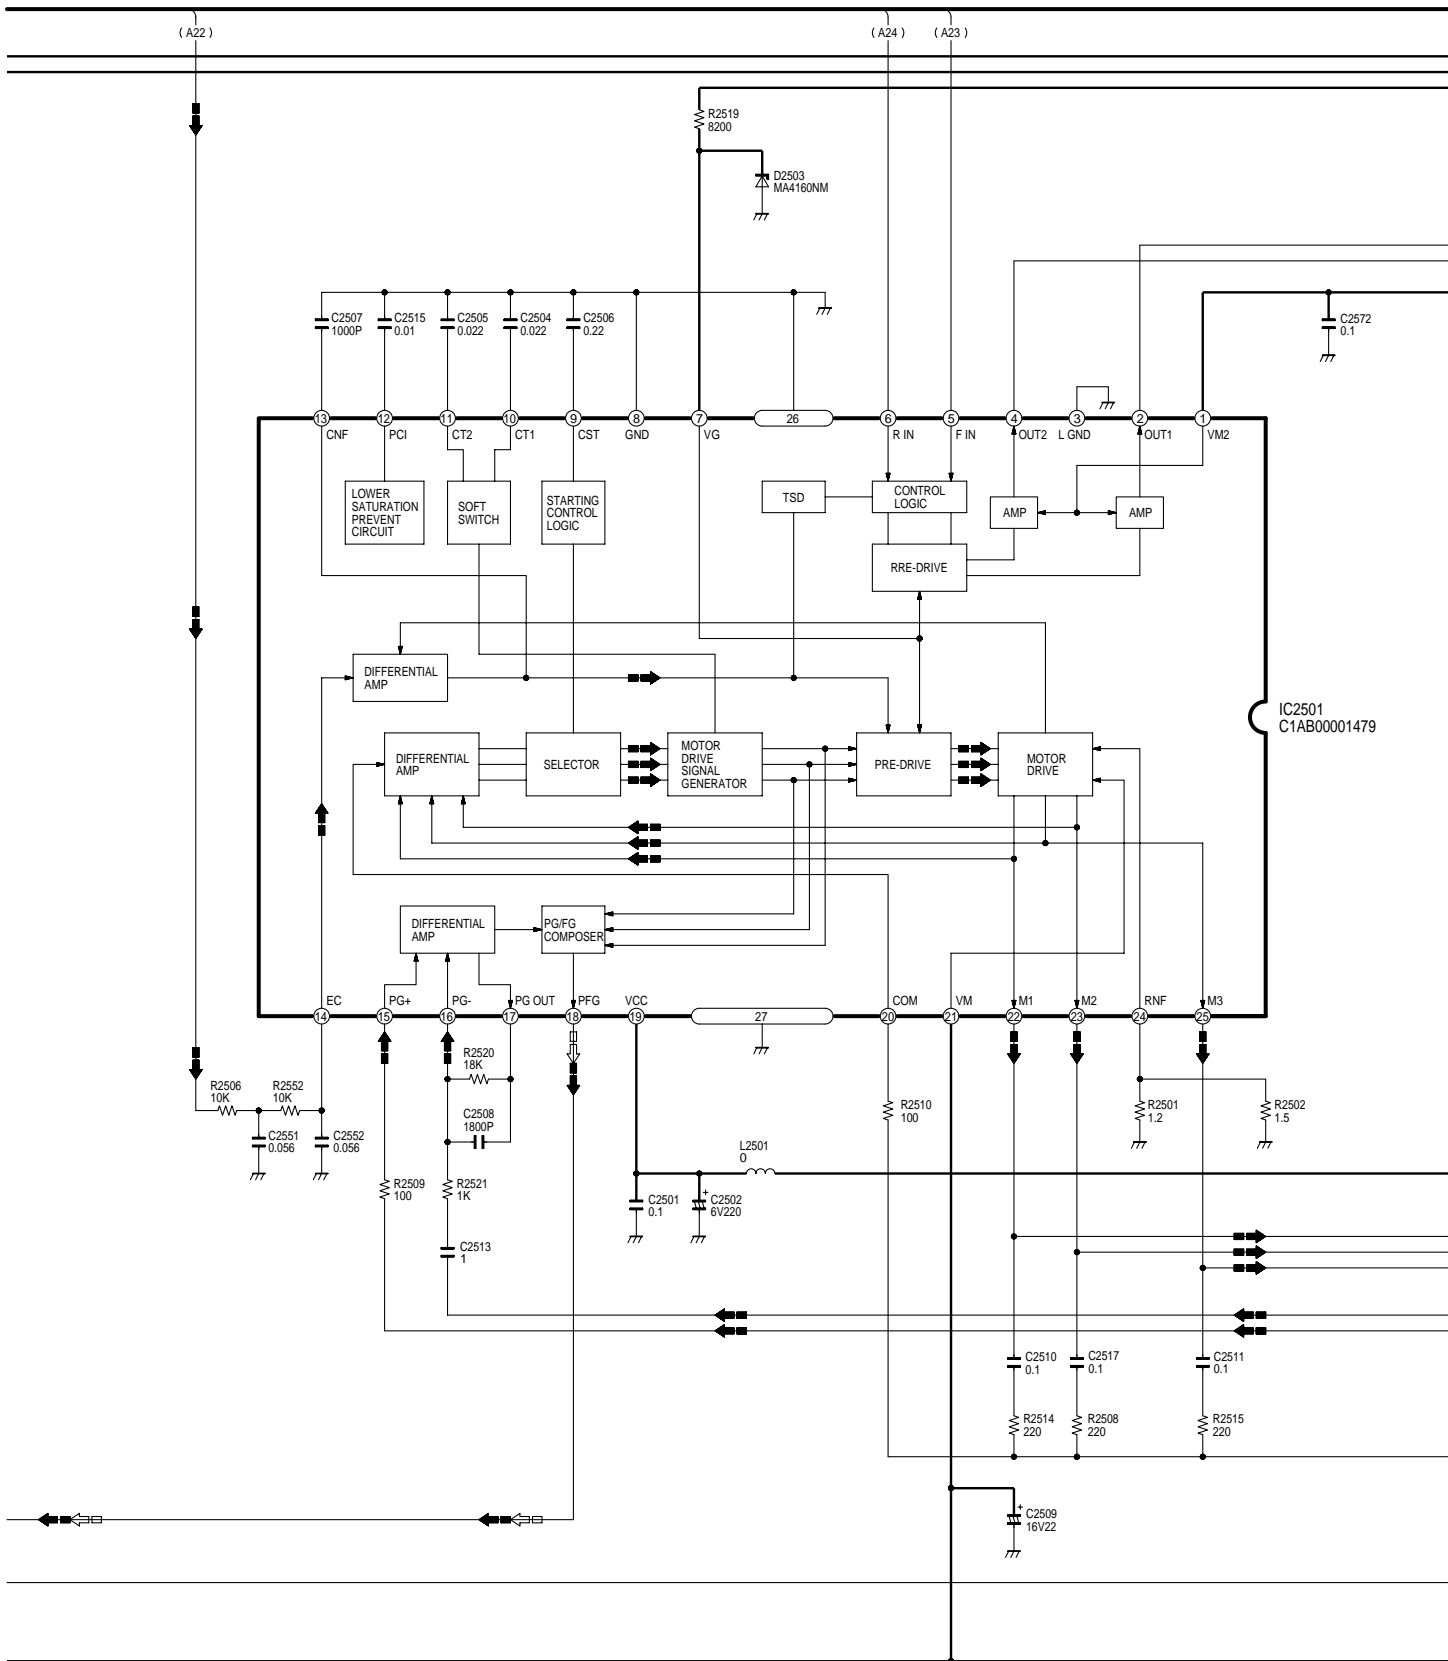 ( A22 )
( A24 )
( A23 )
R2519
8200
D2503
MA4160NM
C2507
1000P
C2515
0.01
C2505
0.022
C2504
0.022
C2506
0.22
C2572
0.1
13
12
11
10
9
8
7
26
6
5
4
3
2
1
CNF
PCI
CT2
CT1
CST
GND
VG
R IN
F IN
OUT2
L GND
OUT1
VM2
LOWER
SATURATION
PREVENT
CIRCUIT
SOFT
SWITCH
STARTING
CONTROL
LOGIC
TSD
CONTROL
LOGIC
AMP
AMP
RRE-DRIVE
DIFFERENTIAL
AMP
IC2501
C1AB00001479
DIFFERENTIAL
AMP
SELECTOR
MOTOR
DRIVE
SIGNAL
GENERATOR
PRE-DRIVE
MOTOR
DRIVE
DIFFERENTIAL
AMP
PG/FG
COMPOSER
EC
PG+
PG-
PG OUT
PFG
VCC
COM
VM
M1
M2
RNF
M3
14
15
16
17
18
19
27
20
21
22
23
24
25
R2520
18K
R2506
10K
R2552
10K
C2508
1800P
R2510
100
R2501
1.2
R2502
1.5
C2551
0.056
C2552
0.056
L2501
0
R2509
100
R2521
1K
C2501
0.1
+
C2502
6V220
C2513
1
C2510
0.1
C2517
0.1
C2511
0.1
R2514
220
R2508
220
R2515
220
+
C2509
16V22